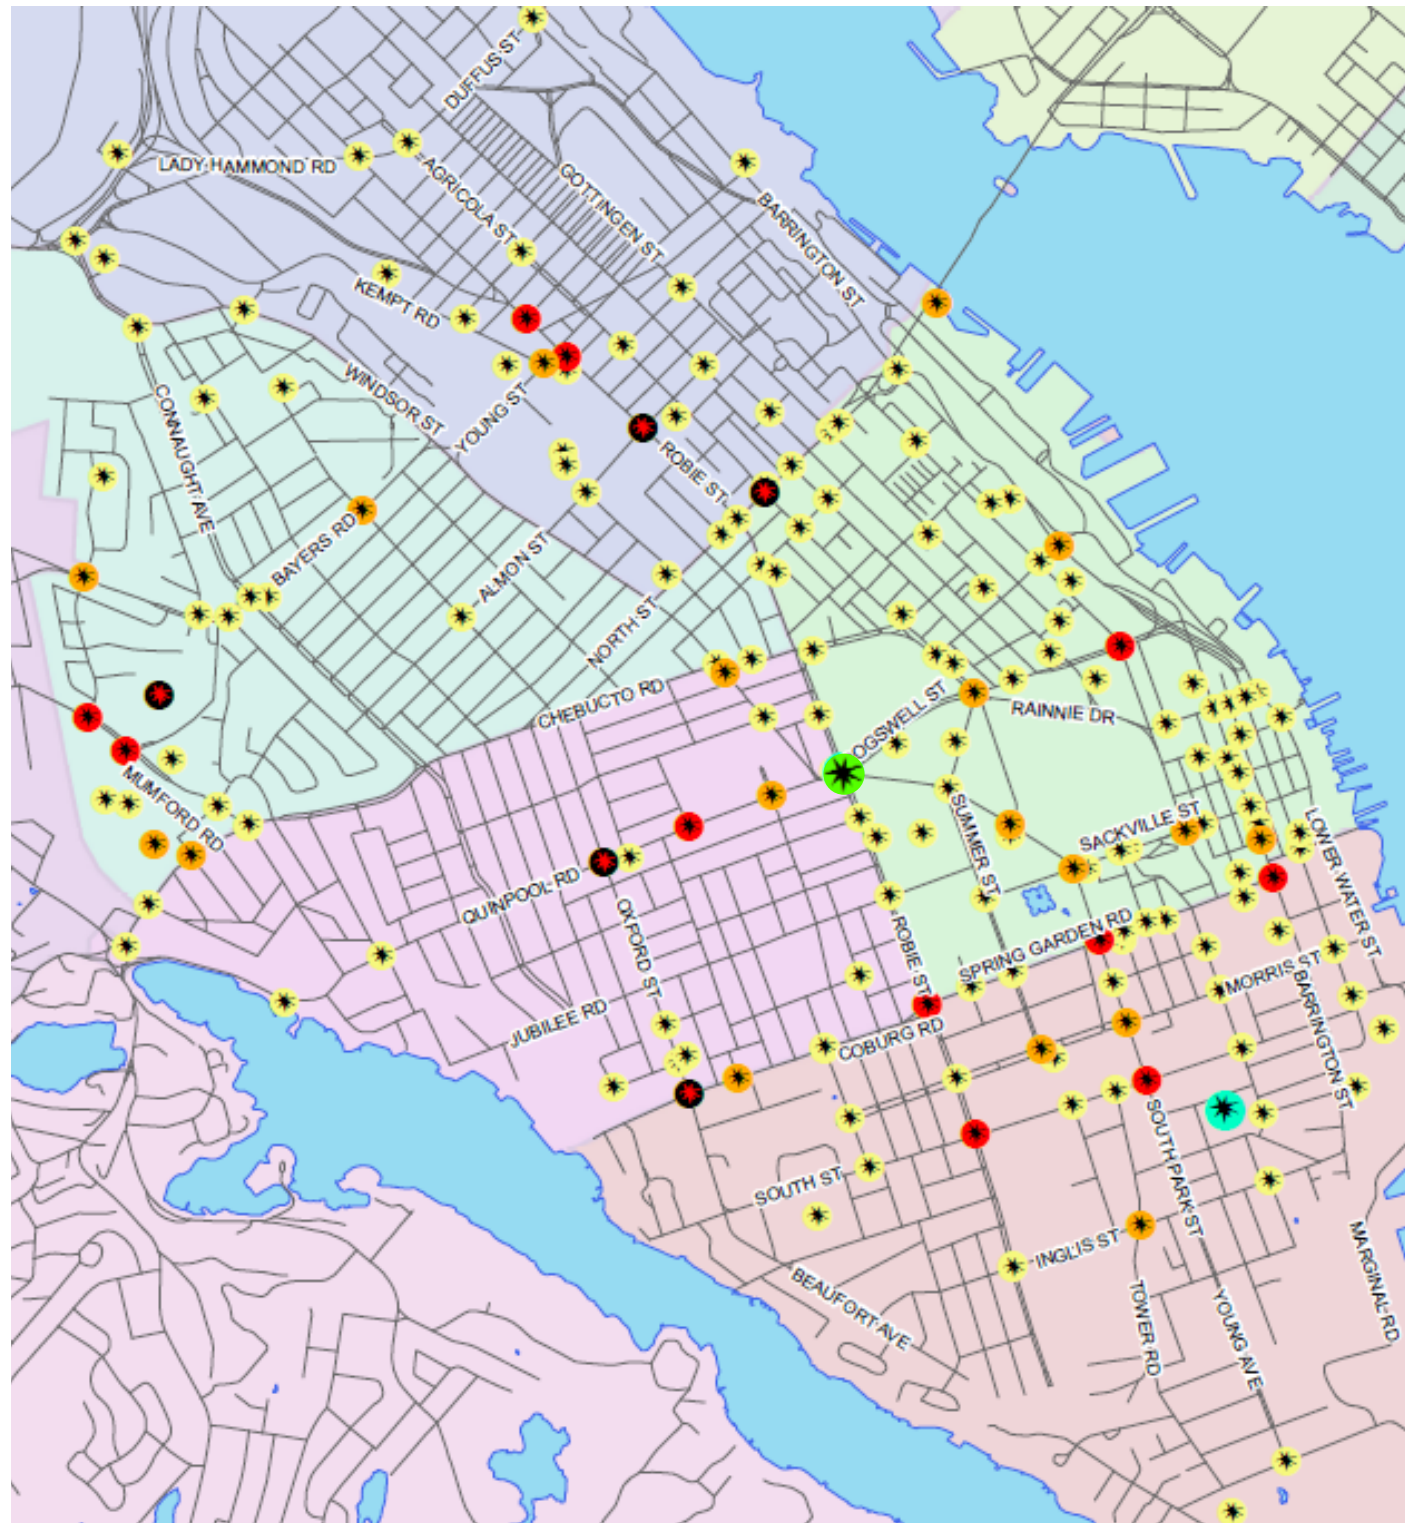 DUFFUS ST
LADY HAMMOND RD
AGRICOLA ST
GOTTINGEN ST
BARRINGTON ST
KEMPT RD
WINDSOR ST
YOUNG ST
CONNAUGHT AVE
ROBIE ST
BAYERS RD
ALMON ST
NORTH ST
CHEBUCTO RD
OGSWELL ST
RAINNIE DR
MUMFORD RD
SUMMER ST
SACKVILLE ST
LOWER WATER ST
QUINPOOL RD
OXFORD ST
ROBIE ST
SPRING GARDEN RD
MORRIS ST
BARRINGTON ST
JUBILEE RD
COBURG RD
SOUTH ST
SOUTH PARK ST
INGLIS ST
BEAUFORT AVE
TOWER RD
YOUNG AVE
MARGINAL RD